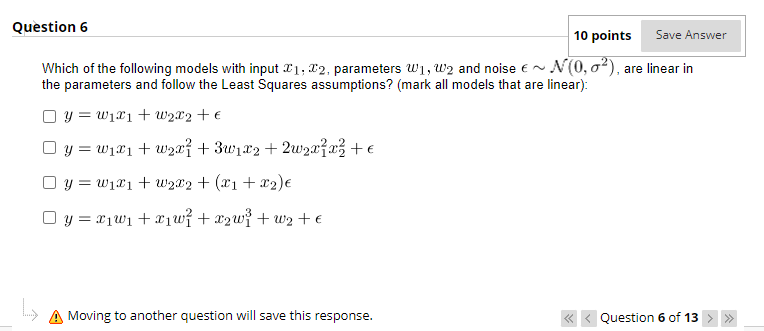 Question 6
10 points
Save Answer
Which of the following models with input x₁, x₂, parameters w₁, w₂ and noise ϵ ∼ 𝒩(0, σ²), are linear in
the parameters and follow the Least Squares assumptions? (mark all models that are linear):
y = w₁x₁ + w₂x₂ + ϵ
y = w₁x₁ + w₂x₁² + 3w₁x₂ + 2w₂x₁²x₂² + ϵ
y = w₁x₁ + w₂x₂ + (x₁ + x₂)ϵ
y = x₁w₁ + x₁w₁² + x₂w₁³ + w₂ + ϵ
Moving to another question will save this response.
Question 6 of 13